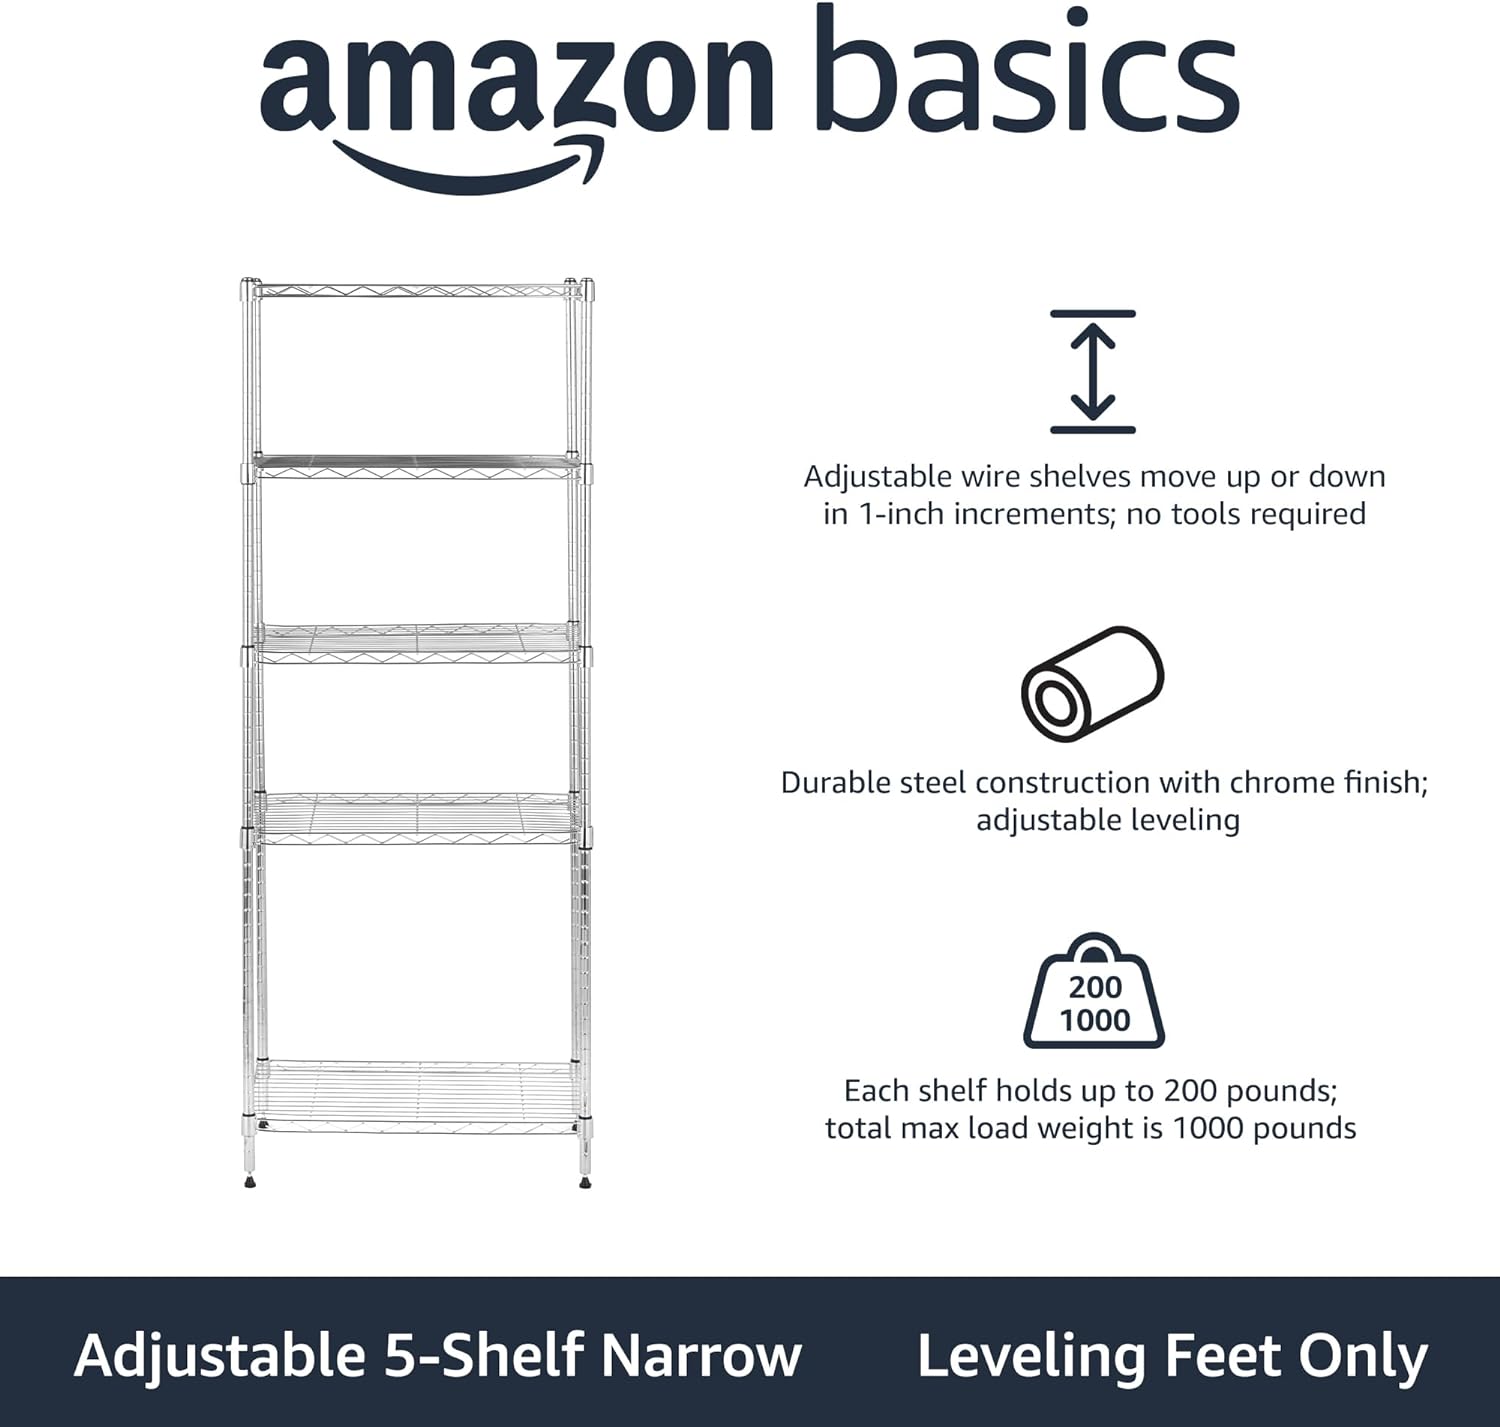 amazon basics
Adjustable wire shelves move up or down
in 1-inch increments; no tools required
Durable steel construction with chrome finish;
adjustable leveling
200
1000
Each shelf holds up to 200 pounds;
total max load weight is 1000 pounds
Adjustable 5-Shelf Narrow
Leveling Feet Only